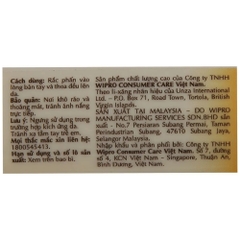 Cách dùng: Rắc phấn vào
lòng bàn tay và thoa đều lên
da.
Bảo quản: Nơi khô ráo và
thoáng mát, tránh ánh nắng
trực tiếp.
Lưu ý: Ngưng sử dụng trong
trường hợp kích ứng da.
Tránh xa tầm tay trẻ em.
Mọi thắc mắc xin liên hệ:
1800545413.
Hạn sử dụng và số lô sản
xuất: Xem trên bao bì.
Sản phẩm chất lượng cao của Công ty TNHH
WIPRO CONSUMER CARE Việt Nam.
Theo li-xăng nhãn hiệu của Unza International
Ltd. - P.O. Box 71, Road Town, Tortola, British
Virgin Islands.
SẢN XUẤT TẠI MALAYSIA - DO WIPRO
MANUFACTURING SERVICES SDN.BHD sản
xuất - No.7 Persiaran Subang Permai, Taman
Perindustrian Subang, 47610 Subang Jaya,
Selangor Malaysia.
Nhập khẩu và phân phối bởi: Công ty TNHH
Wipro Consumer Care Việt Nam. Số 7, đường
số 4, KCN Việt Nam - Singapore, Thuận An,
Bình Dương, Việt Nam.